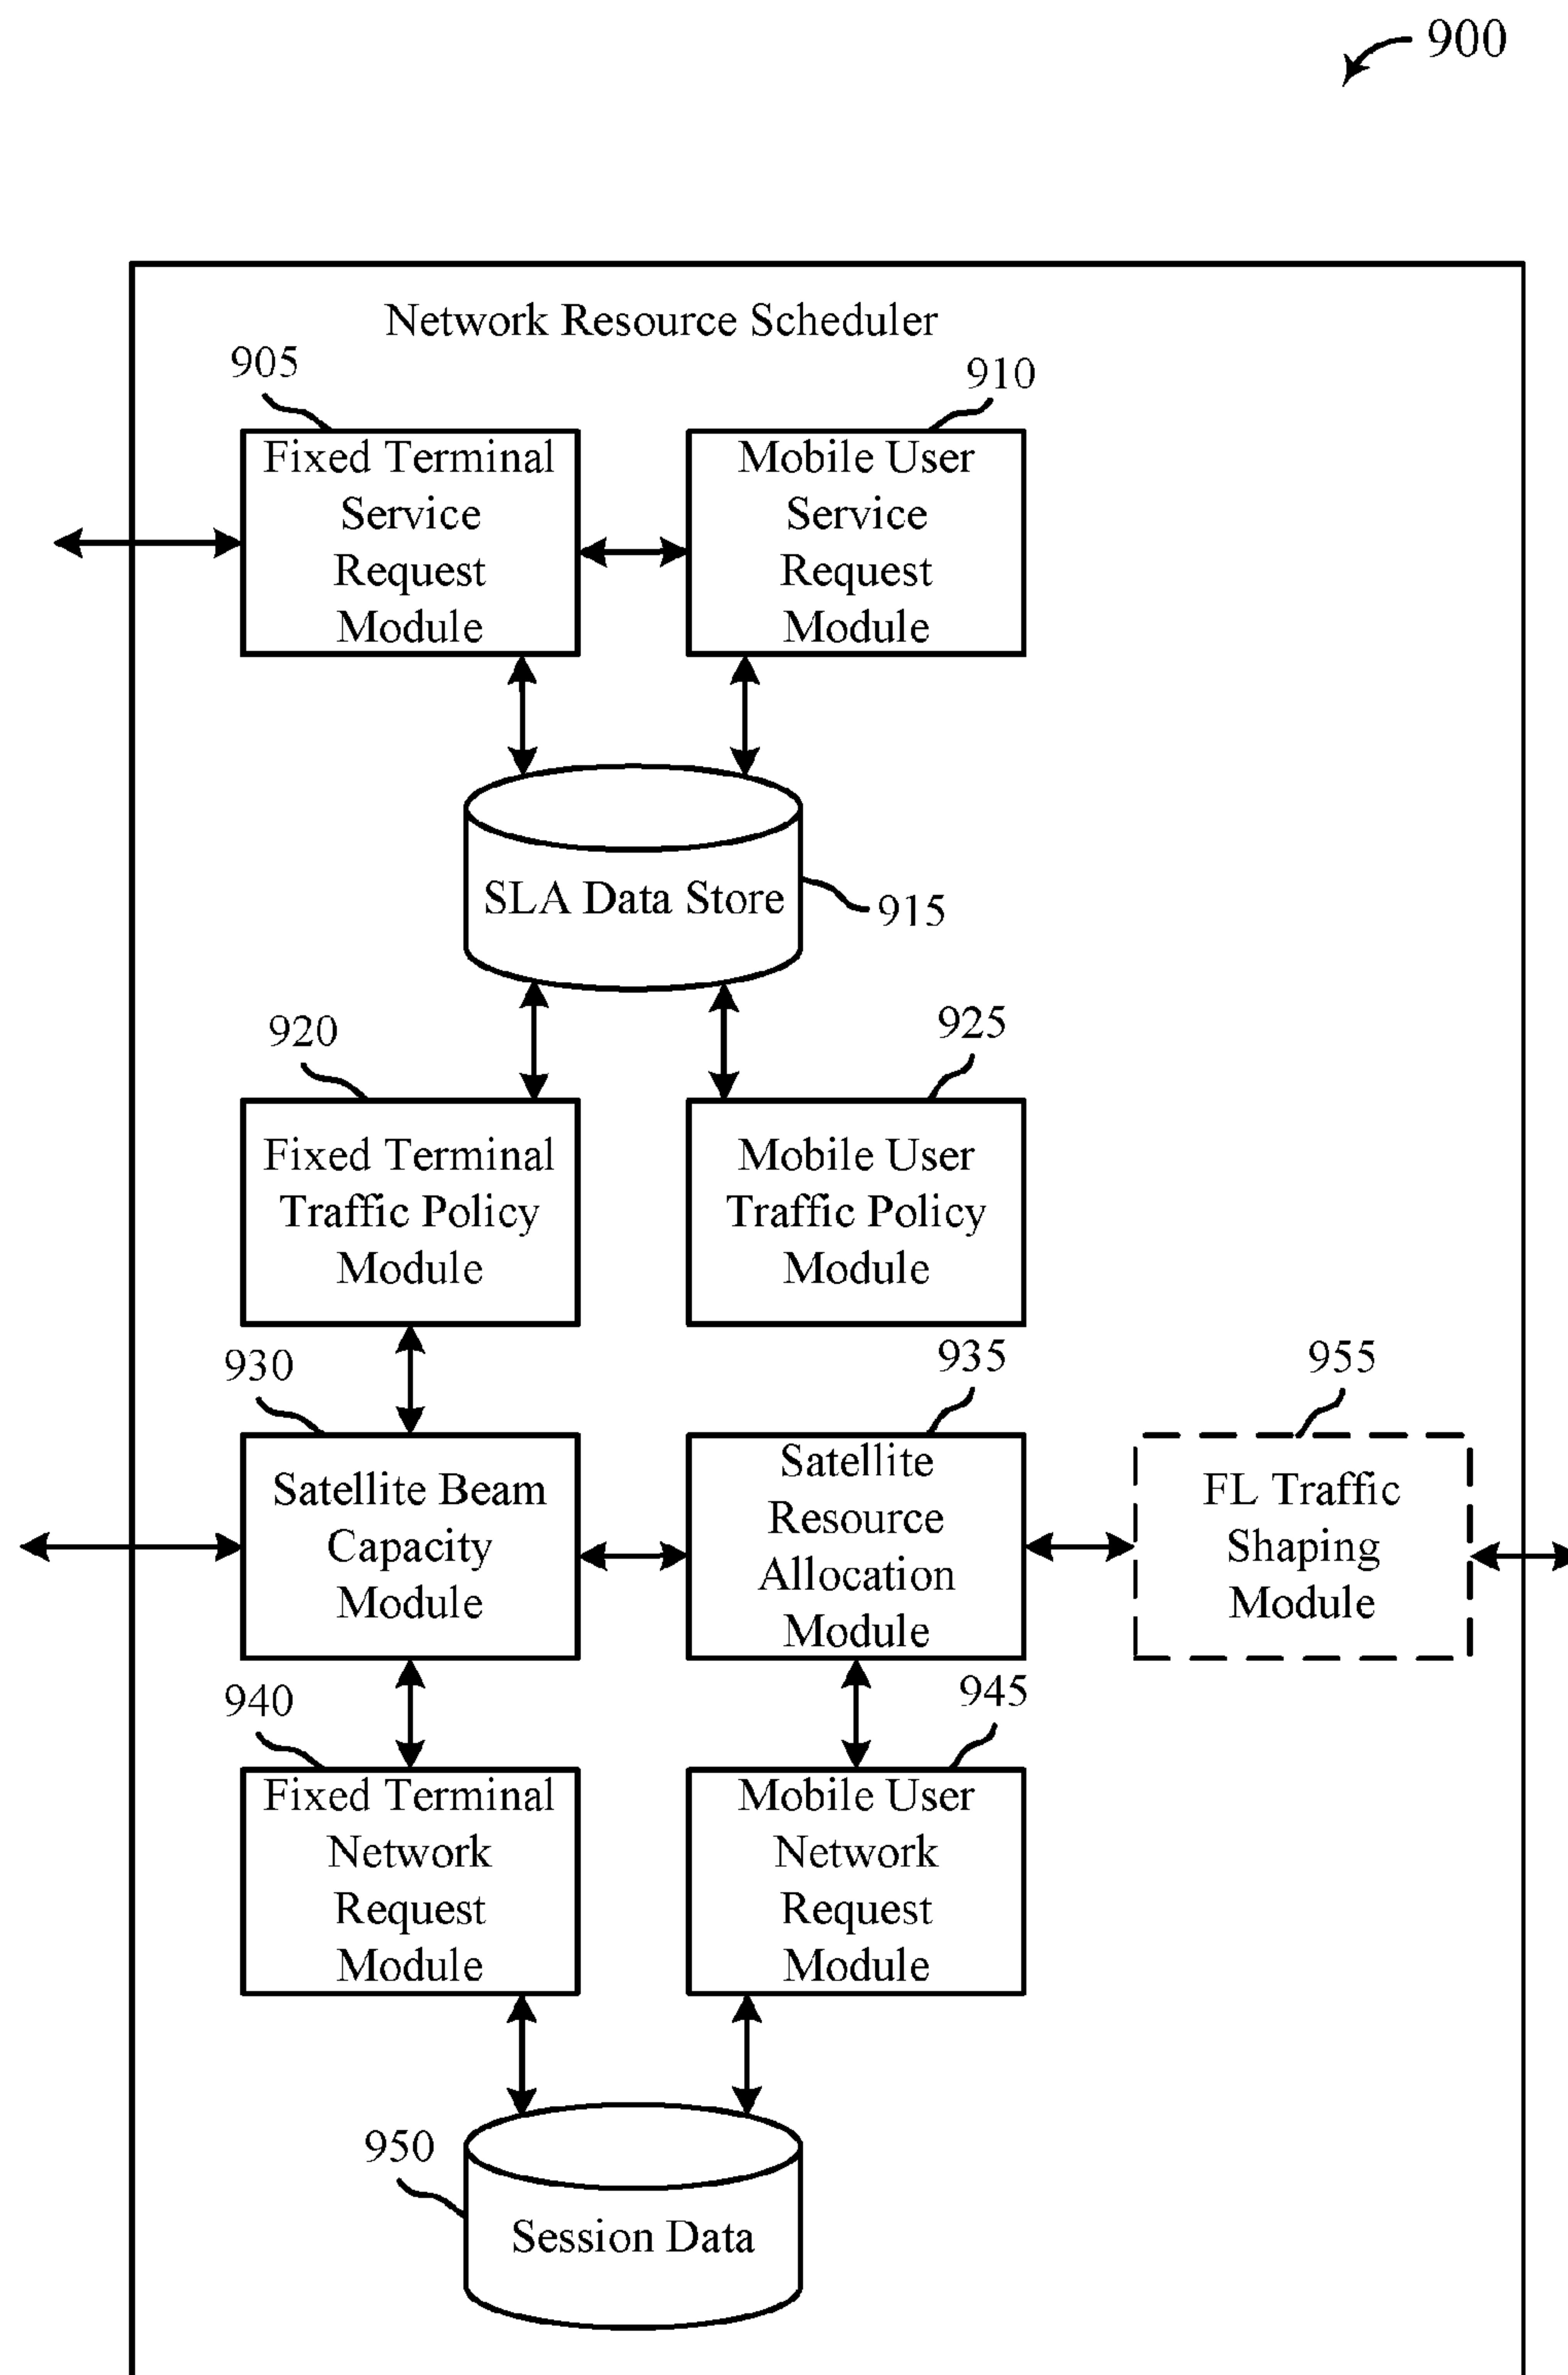 900
Network Resource Scheduler
905
910
Fixed Terminal
Service
Request
Module
Mobile User
Service
Request
Module
SLA Data Store
915
920
925
Fixed Terminal
Traffic Policy
Module
Mobile User
Traffic Policy
Module
930
935
955
Satellite Beam
Capacity
Module
Satellite
Resource
Allocation
Module
FL Traffic
Shaping
Module
940
945
Fixed Terminal
Network
Request
Module
Mobile User
Network
Request
Module
950
Session Data